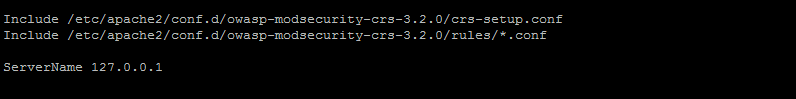 Include /etc/apache2/conf.d/owasp-modsecurity-crs-3.2.0/crs-setup.conf
Include /etc/apache2/conf.d/owasp-modsecurity-crs-3.2.0/rules/*.conf
ServerName 127.0.0.1